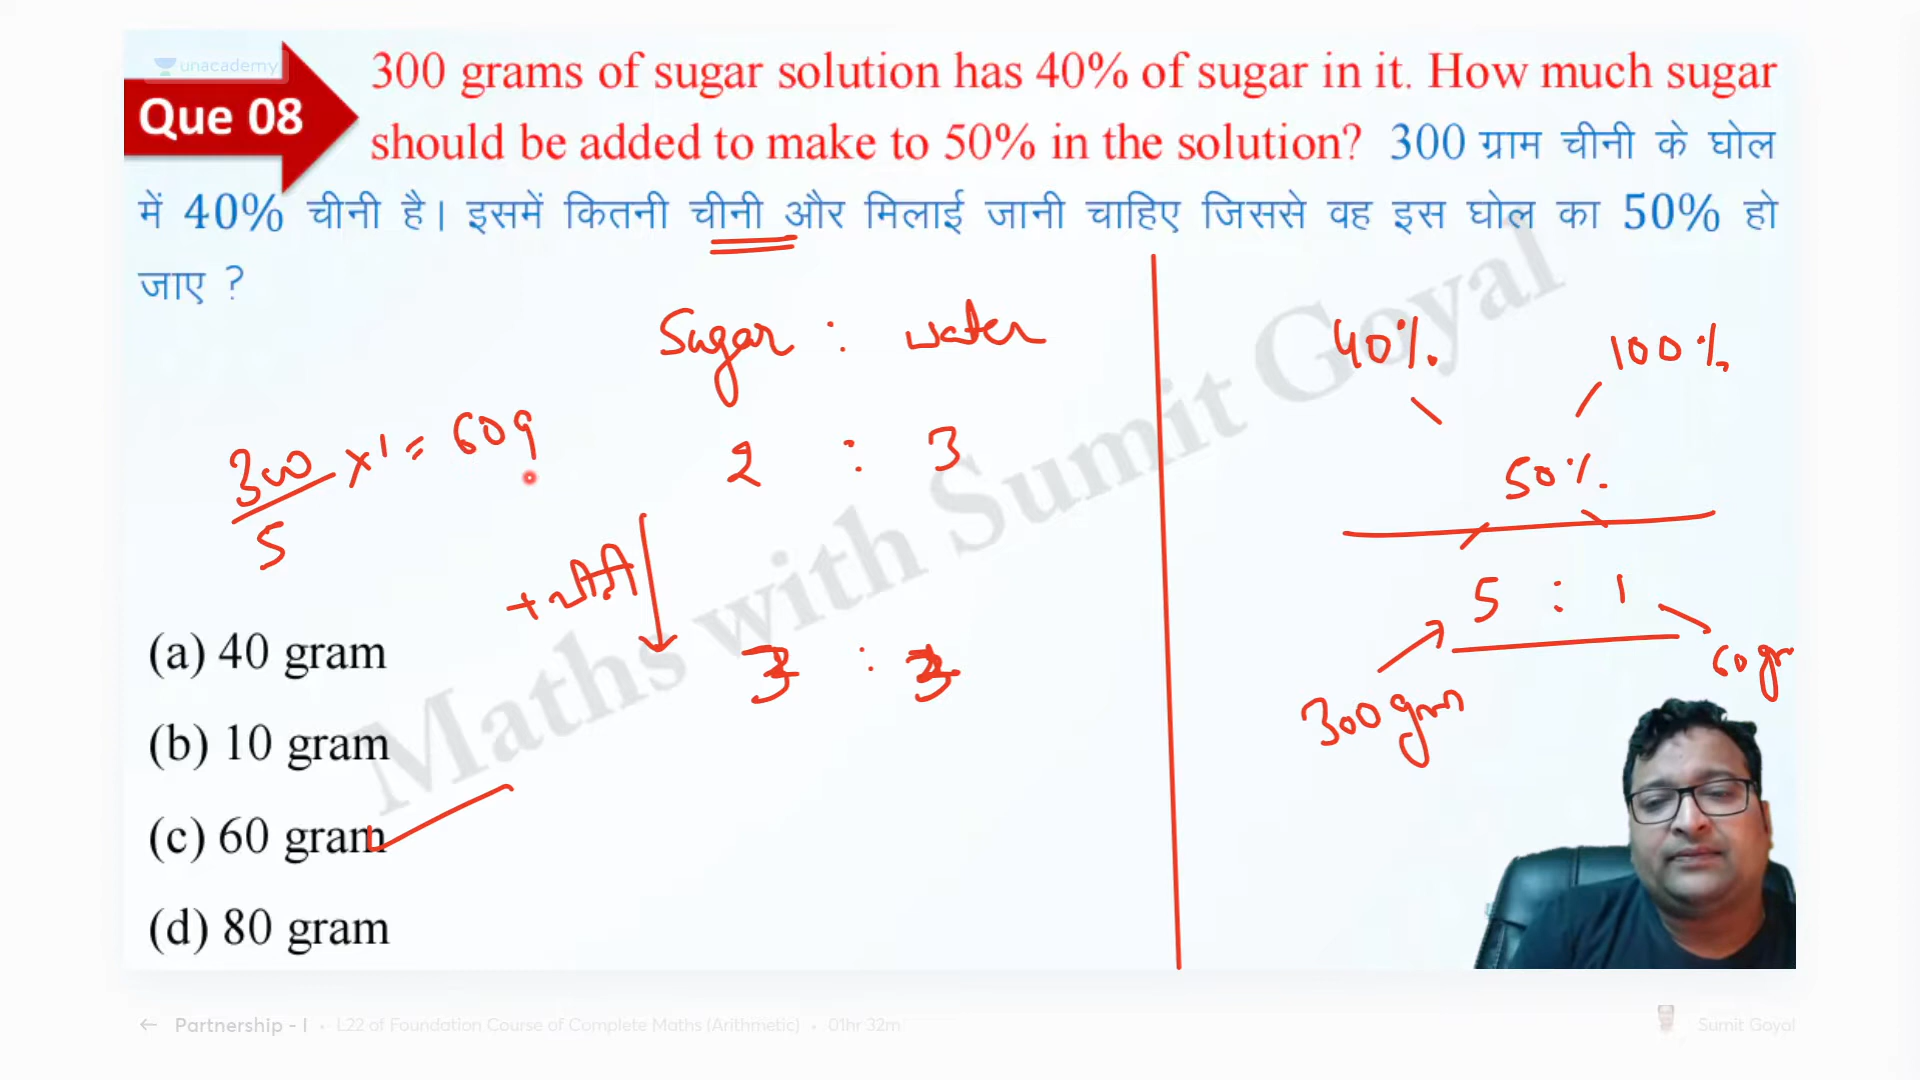 unacademy
Que 08
300 grams of sugar solution has 40% of sugar in it. How much sugar
should be added to make to 50% in the solution? 300 ग्राम चीनी के घोल
में 40% चीनी है। इसमें कितनी चीनी और मिलाई जानी चाहिए जिससे वह इस घोल का 50% हो
जाए ?
Sugar : water
2 : 3
300/5 × 1 = 60g
+ चीनी
3 : 3
(a) 40 gram
(b) 10 gram
(c) 60 gram
(d) 80 gram
40% 100%
50%
5 : 1
300 gm 60 gm
Maths with Sumit Goyal
← Partnership - I • L22 of Foundation Course of Complete Maths (Arithmetic) • 01hr 32m
Sumit Goyal